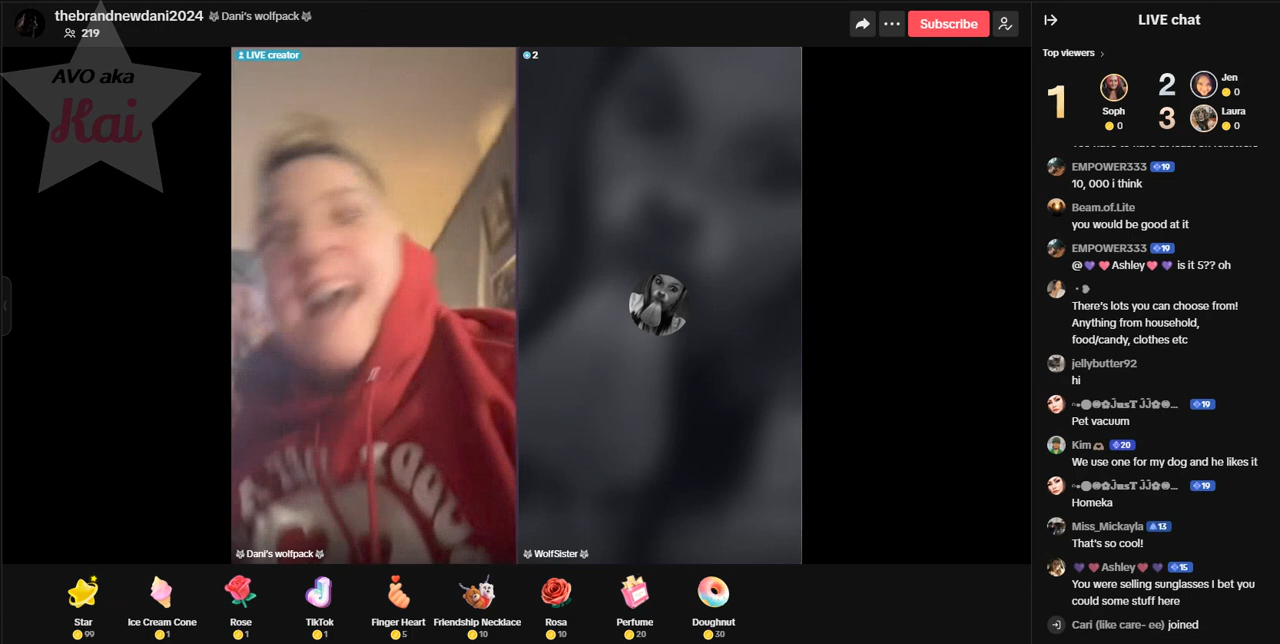 thebrandnewdani2024 🐺 Dani's wolfpack 🐺
219
AVO aka
Kai
Subscribe
LIVE creator
2
🐺 Dani's wolfpack 🐺
🐺 WolfSister 🐺
Star
99
Ice Cream Cone
1
Rose
1
TikTok
1
Finger Heart
5
Friendship Necklace
10
Rosa
10
Perfume
20
Doughnut
30
LIVE chat
Top viewers
1
Soph
0
2
Jen
0
3
Laura
0
EMPOWER333 19
10, 000 i think
Beam.of.Lite
you would be good at it
EMPOWER333 19
@💜❤️Ashley❤️💜 is it 5?? oh
There's lots you can choose from!
Anything from household,
food/candy, clothes etc
jellybutter92
hi
JusT JJ... 19
Pet vacuum
Kim 20
We use one for my dog and he likes it
JusT JJ... 19
Homeka
Miss_Mickayla 13
That's so cool!
💜❤️Ashley❤️💜 15
You were selling sunglasses I bet you
could some stuff here
Cari (like care- ee) joined